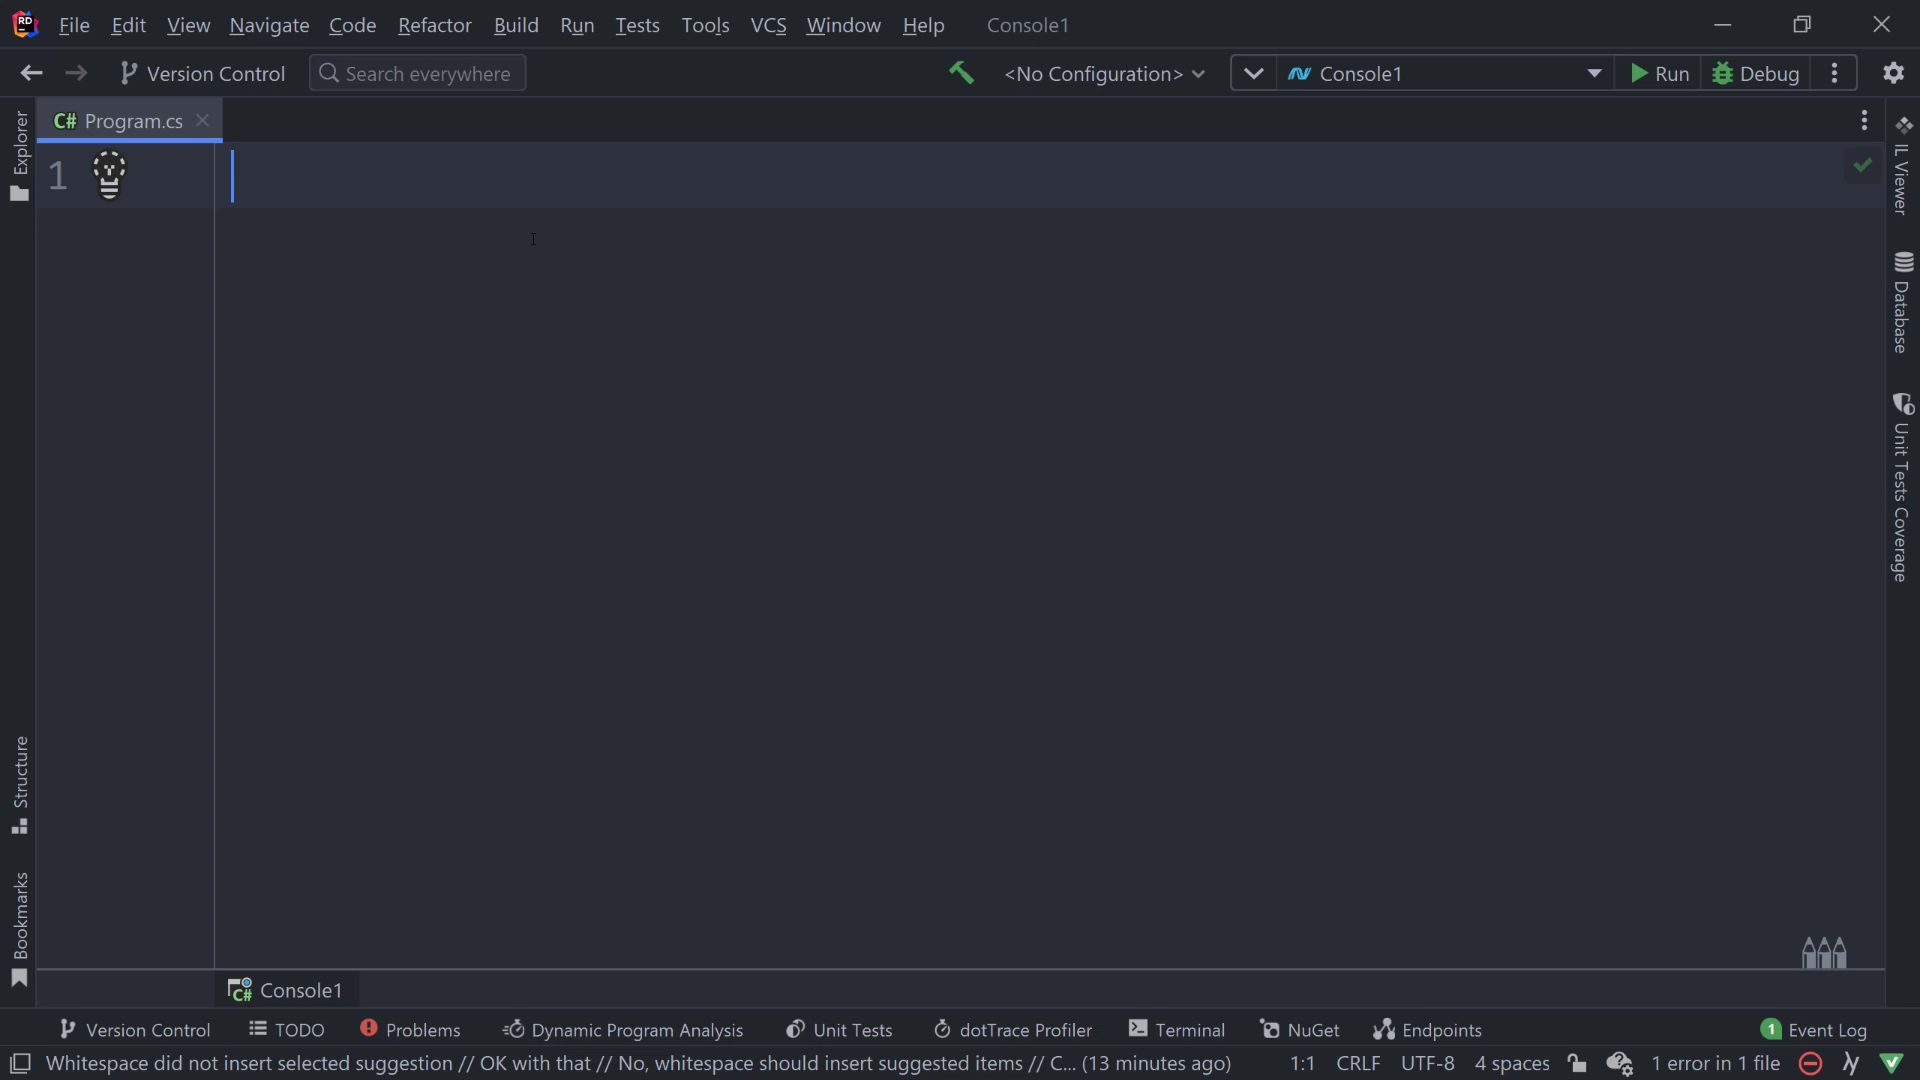 RD File Edit View Navigate Code Refactor Build Run Tests Tools VCS Window Help Console1
Version Control Search everywhere <No Configuration> Console1 Run Debug
C# Program.cs
1
Explorer
Structure
Bookmarks
IL Viewer
Database
Unit Tests Coverage
C# Console1
Version Control TODO Problems Dynamic Program Analysis Unit Tests dotTrace Profiler Terminal NuGet Endpoints 1 Event Log
Whitespace did not insert selected suggestion // OK with that // No, whitespace should insert suggested items // C... (13 minutes ago) 1:1 CRLF UTF-8 4 spaces 1 error in 1 file